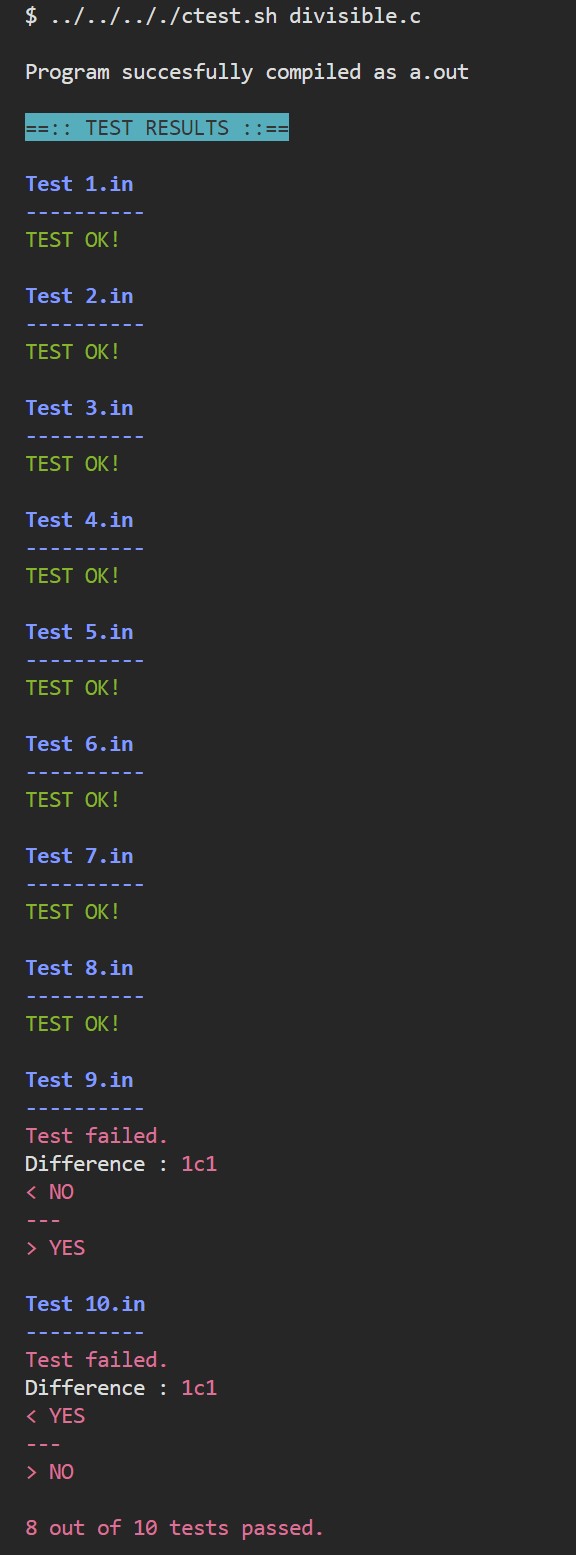 $ ../../.././ctest.sh divisible.c
Program succesfully compiled as a.out
==:: TEST RESULTS ::==
Test 1.in
----------
TEST OK!
Test 2.in
----------
TEST OK!
Test 3.in
----------
TEST OK!
Test 4.in
----------
TEST OK!
Test 5.in
----------
TEST OK!
Test 6.in
----------
TEST OK!
Test 7.in
----------
TEST OK!
Test 8.in
----------
TEST OK!
Test 9.in
----------
Test failed.
Difference : 1c1
< NO
---
> YES
Test 10.in
----------
Test failed.
Difference : 1c1
< YES
---
> NO
8 out of 10 tests passed.